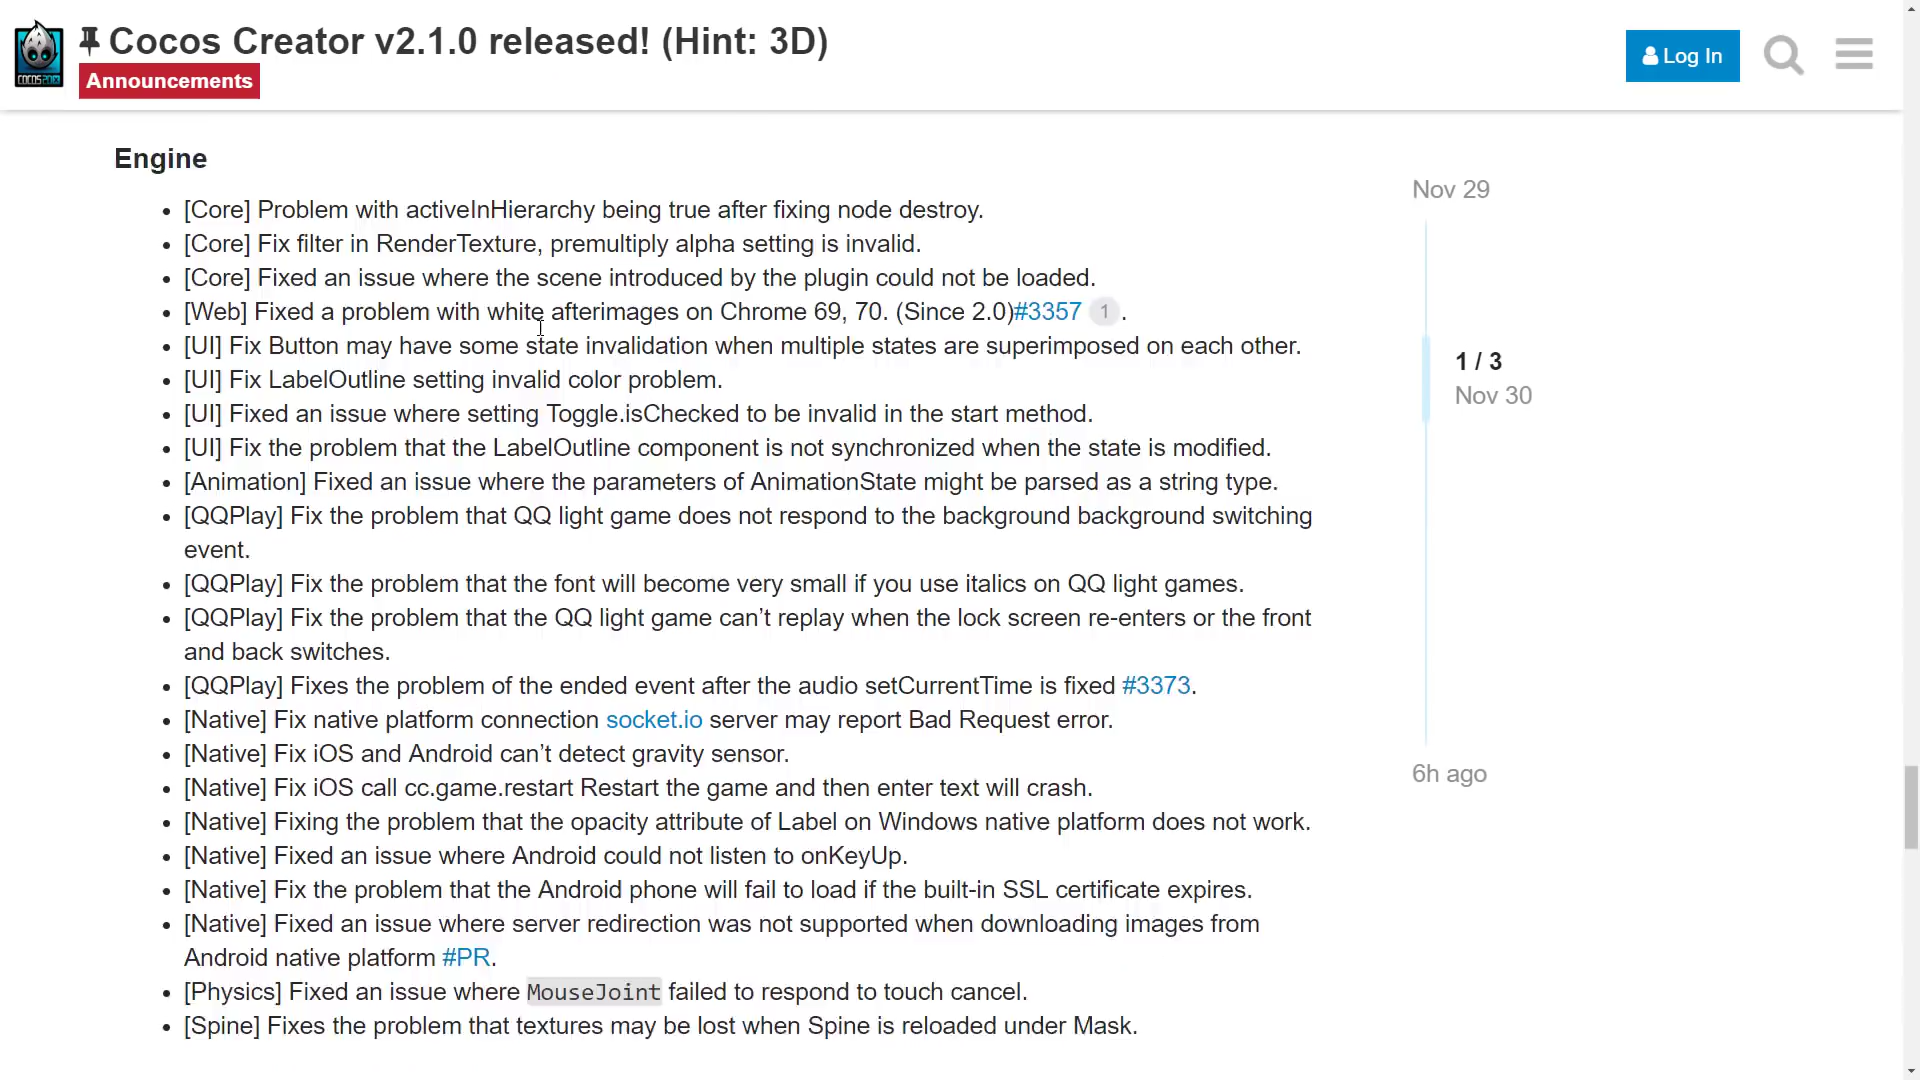 Cocos Creator v2.1.0 released! (Hint: 3D)
Announcements
Log In
COCOS2DX
Engine
[Core] Problem with activeInHierarchy being true after fixing node destroy.
[Core] Fix filter in RenderTexture, premultiply alpha setting is invalid.
[Core] Fixed an issue where the scene introduced by the plugin could not be loaded.
[Web] Fixed a problem with white afterimages on Chrome 69, 70. (Since 2.0)#3357 1 .
[UI] Fix Button may have some state invalidation when multiple states are superimposed on each other.
[UI] Fix LabelOutline setting invalid color problem.
[UI] Fixed an issue where setting Toggle.isChecked to be invalid in the start method.
[UI] Fix the problem that the LabelOutline component is not synchronized when the state is modified.
[Animation] Fixed an issue where the parameters of AnimationState might be parsed as a string type.
[QQPlay] Fix the problem that QQ light game does not respond to the background background switching
event.
[QQPlay] Fix the problem that the font will become very small if you use italics on QQ light games.
[QQPlay] Fix the problem that the QQ light game can’t replay when the lock screen re-enters or the front
and back switches.
[QQPlay] Fixes the problem of the ended event after the audio setCurrentTime is fixed #3373.
[Native] Fix native platform connection socket.io server may report Bad Request error.
[Native] Fix iOS and Android can’t detect gravity sensor.
[Native] Fix iOS call cc.game.restart Restart the game and then enter text will crash.
[Native] Fixing the problem that the opacity attribute of Label on Windows native platform does not work.
[Native] Fixed an issue where Android could not listen to onKeyUp.
[Native] Fix the problem that the Android phone will fail to load if the built-in SSL certificate expires.
[Native] Fixed an issue where server redirection was not supported when downloading images from
Android native platform #PR.
[Physics] Fixed an issue where MouseJoint failed to respond to touch cancel.
[Spine] Fixes the problem that textures may be lost when Spine is reloaded under Mask.
Nov 29
1 / 3
Nov 30
6h ago